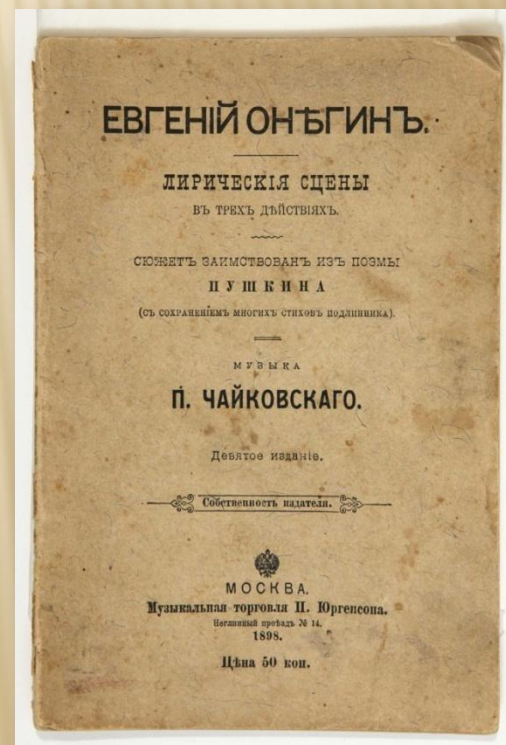 ЕВГЕНІЙ ОНѢГИНЪ.
ЛИРИЧЕСКІЯ СЦЕНЫ
ВЪ ТРЕХЪ ДѢЙСТВІЯХЪ.
СЮЖЕТЪ ЗАИМСТВОВАНЪ ИЗЪ ПОЭМЫ
ПУШКИНА
(СЪ СОХРАНЕНІЕМЪ МНОГИХЪ СТИХОВЪ ПОДЛИННИКА).
МУЗЫКА
П. ЧАЙКОВСКАГО.
Девятое изданіе.
Собственность издателя.
МОСКВА.
Музыкальная торговля П. Юргенсона.
Неглинный проѣздъ № 14.
1898.
Цѣна 50 коп.